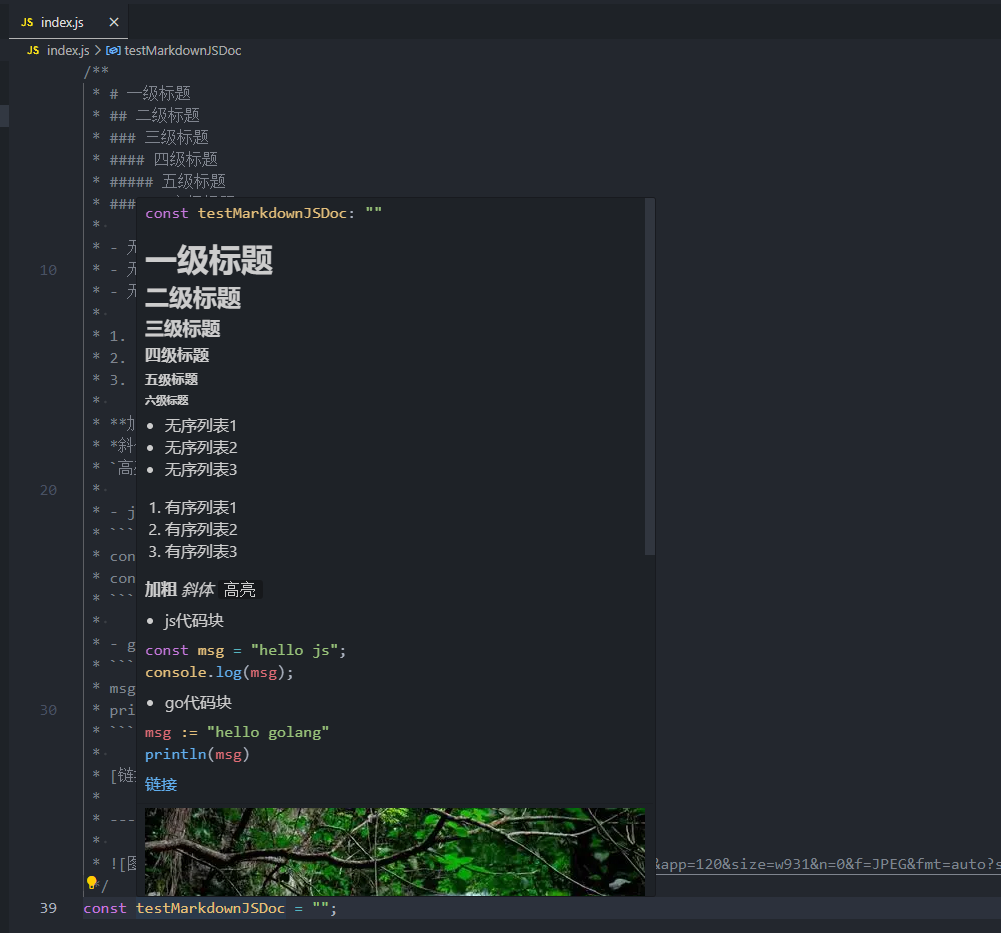 JS index.js ×
JS index.js > testMarkdownJSDoc
/**
* # 一级标题
* ## 二级标题
* ### 三级标题
* #### 四级标题
* ##### 五级标题
* ###
*
* - 无
10 * - 无
* - 无
*
* 1.
* 2.
* 3.
*
* **加
* *斜
* `高
20 *
* - j
* ```
* con
* con
* ```
*
* - g
* ```
* msg
30 * pri
* ```
*
* [链
*
* ---
*
* ![图
&app=120&size=w931&n=0&f=JPEG&fmt=auto?s
*/
39 const testMarkdownJSDoc = "";
const testMarkdownJSDoc: ""
一级标题
二级标题
三级标题
四级标题
五级标题
六级标题
• 无序列表1
• 无序列表2
• 无序列表3
1. 有序列表1
2. 有序列表2
3. 有序列表3
加粗 斜体 高亮
• js代码块
const msg = "hello js";
console.log(msg);
• go代码块
msg := "hello golang"
println(msg)
链接